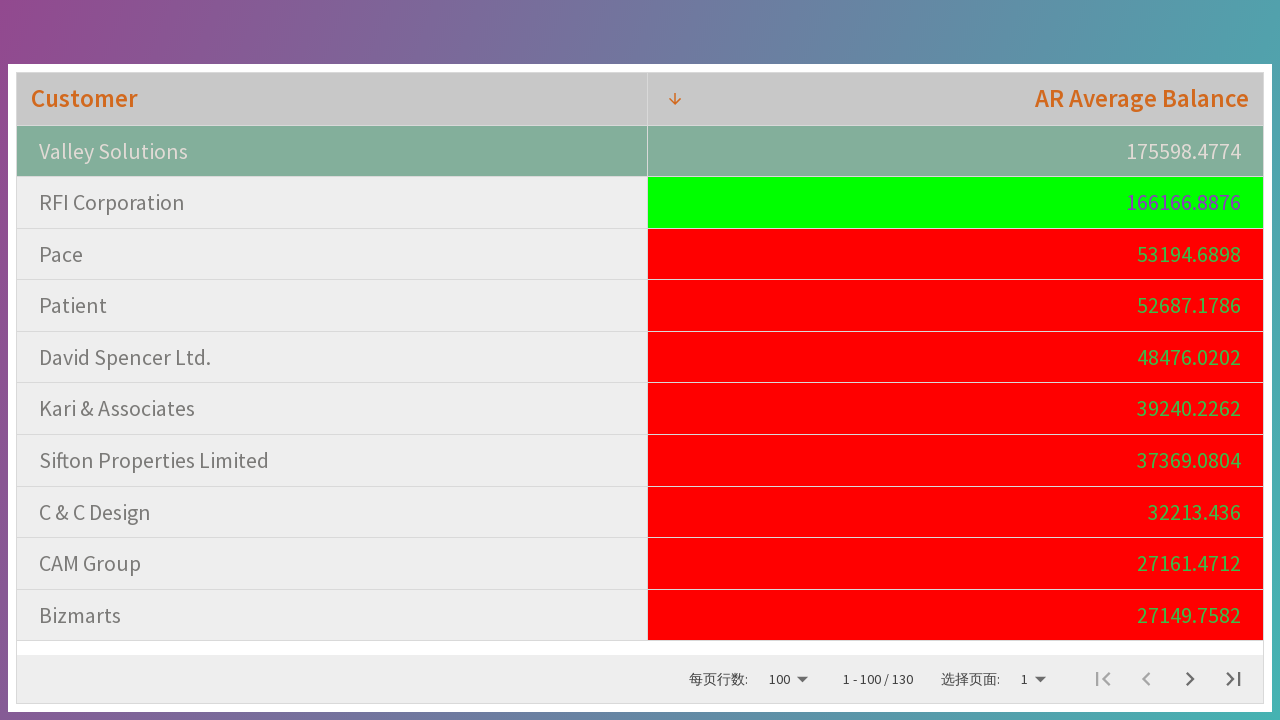 Customer AR Average Balance
Valley Solutions 175598.4774
RFI Corporation 166166.8876
Pace 53194.6898
Patient 52687.1786
David Spencer Ltd. 48476.0202
Kari & Associates 39240.2262
Sifton Properties Limited 37369.0804
C & C Design 32213.436
CAM Group 27161.4712
Bizmarts 27149.7582
每页行数: 100 1 - 100 / 130 选择页面: 1